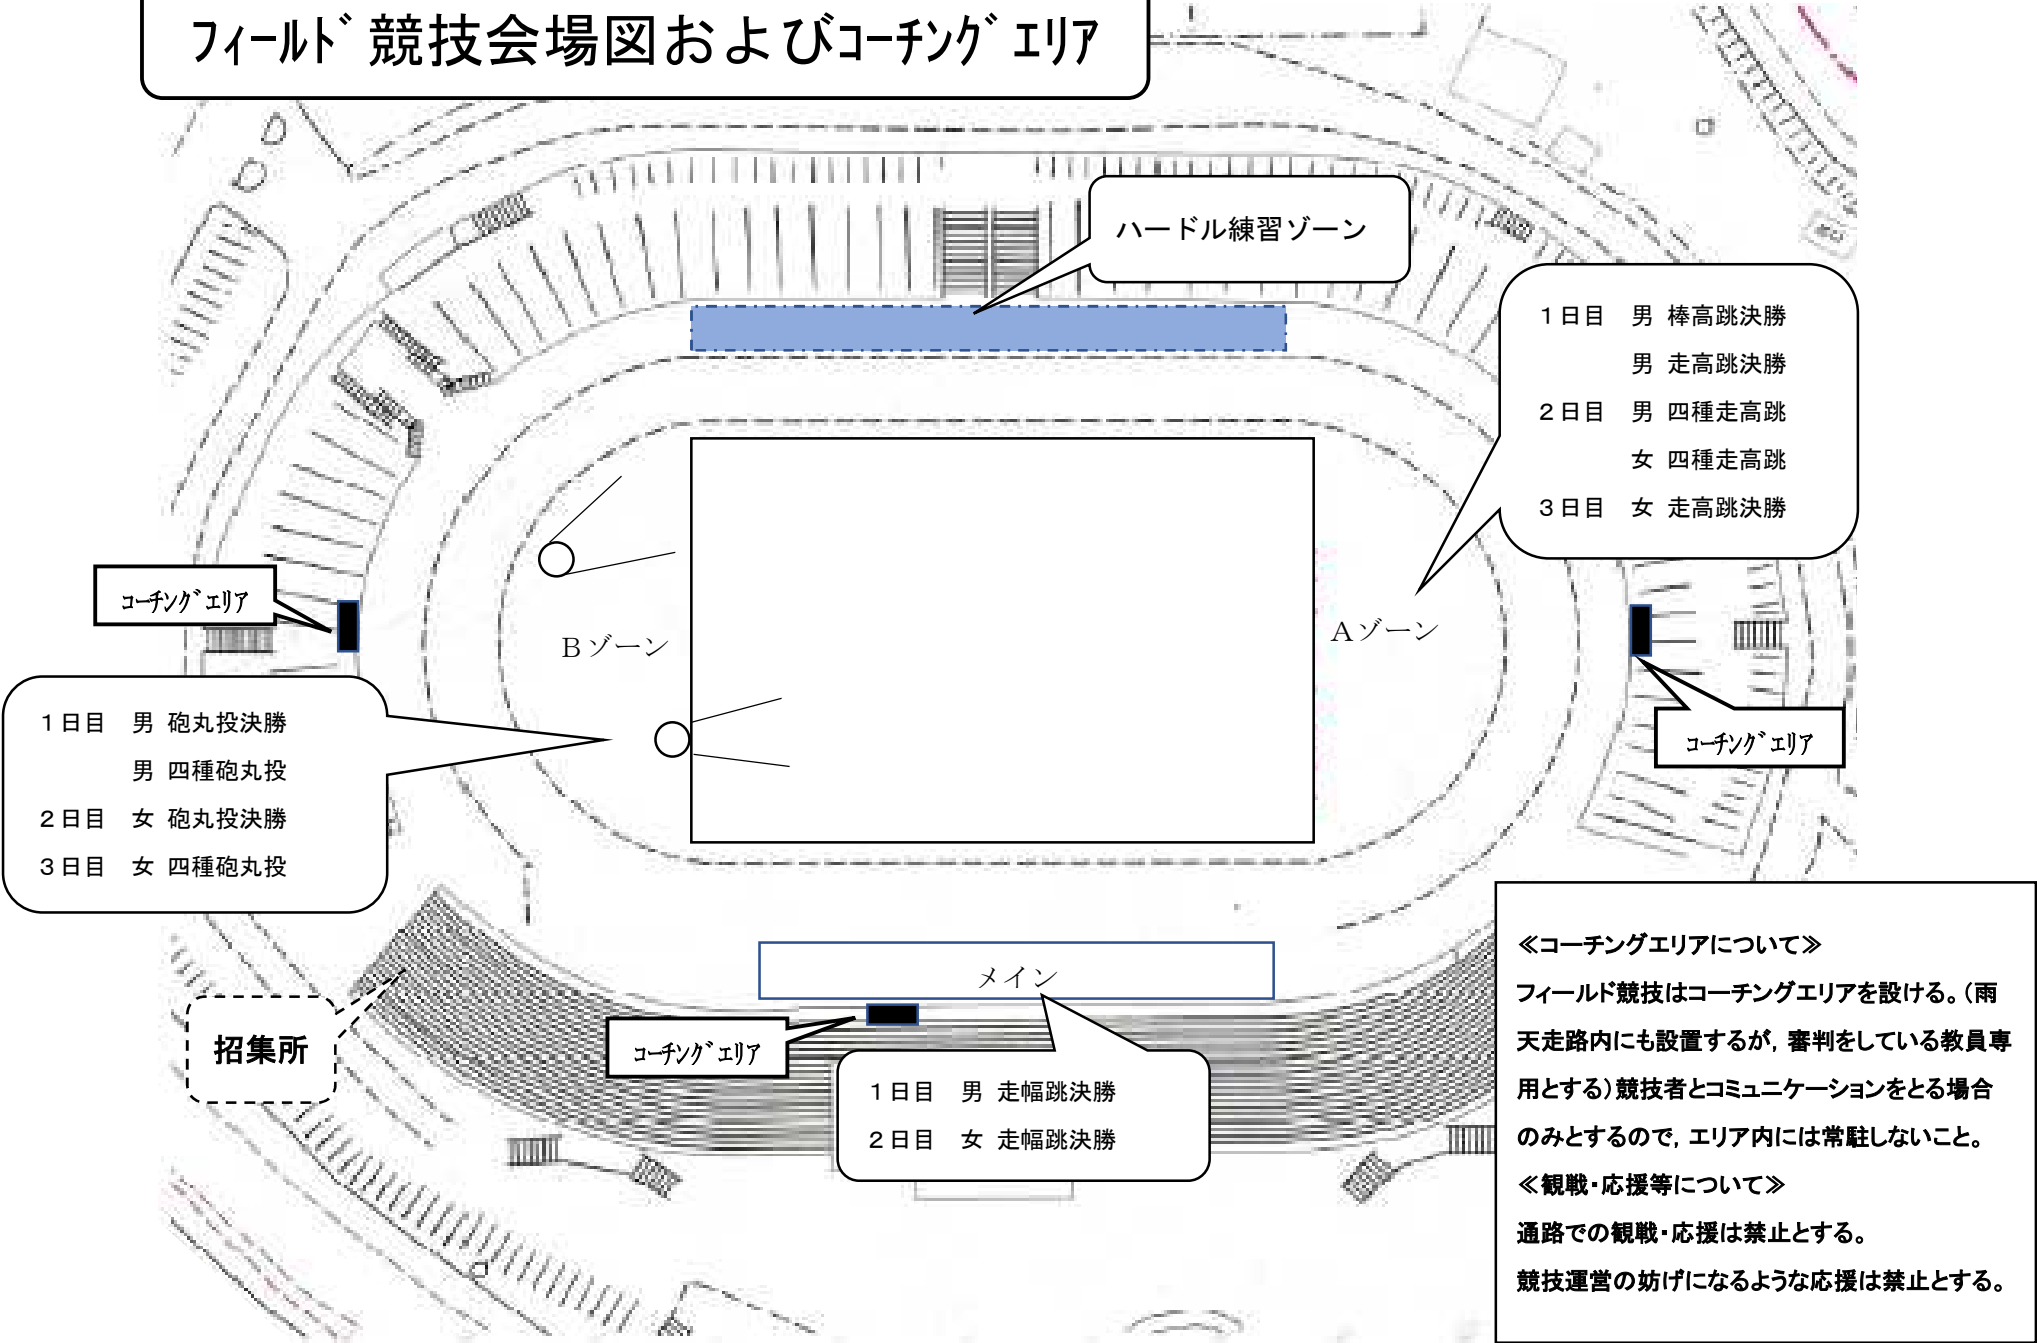 フィールド競技会場図およびコーチングエリア
ハードル練習ゾーン
1日目 男 棒高跳決勝
男 走高跳決勝
2日目 男 四種走高跳
女 四種走高跳
3日目 女 走高跳決勝
コーチングエリア
Bゾーン
Aゾーン
コーチングエリア
1日目 男 砲丸投決勝
男 四種砲丸投
2日目 女 砲丸投決勝
3日目 女 四種砲丸投
メイン
招集所
コーチングエリア
1日目 男 走幅跳決勝
2日目 女 走幅跳決勝
≪コーチングエリアについて≫
フィールド競技はコーチングエリアを設ける。(雨
天走路内にも設置するが,審判をしている教員専
用とする)競技者とコミュニケーションをとる場合
のみとするので,エリア内には常駐しないこと。
≪観戦・応援等について≫
通路での観戦・応援は禁止とする。
競技運営の妨げになるような応援は禁止とする。